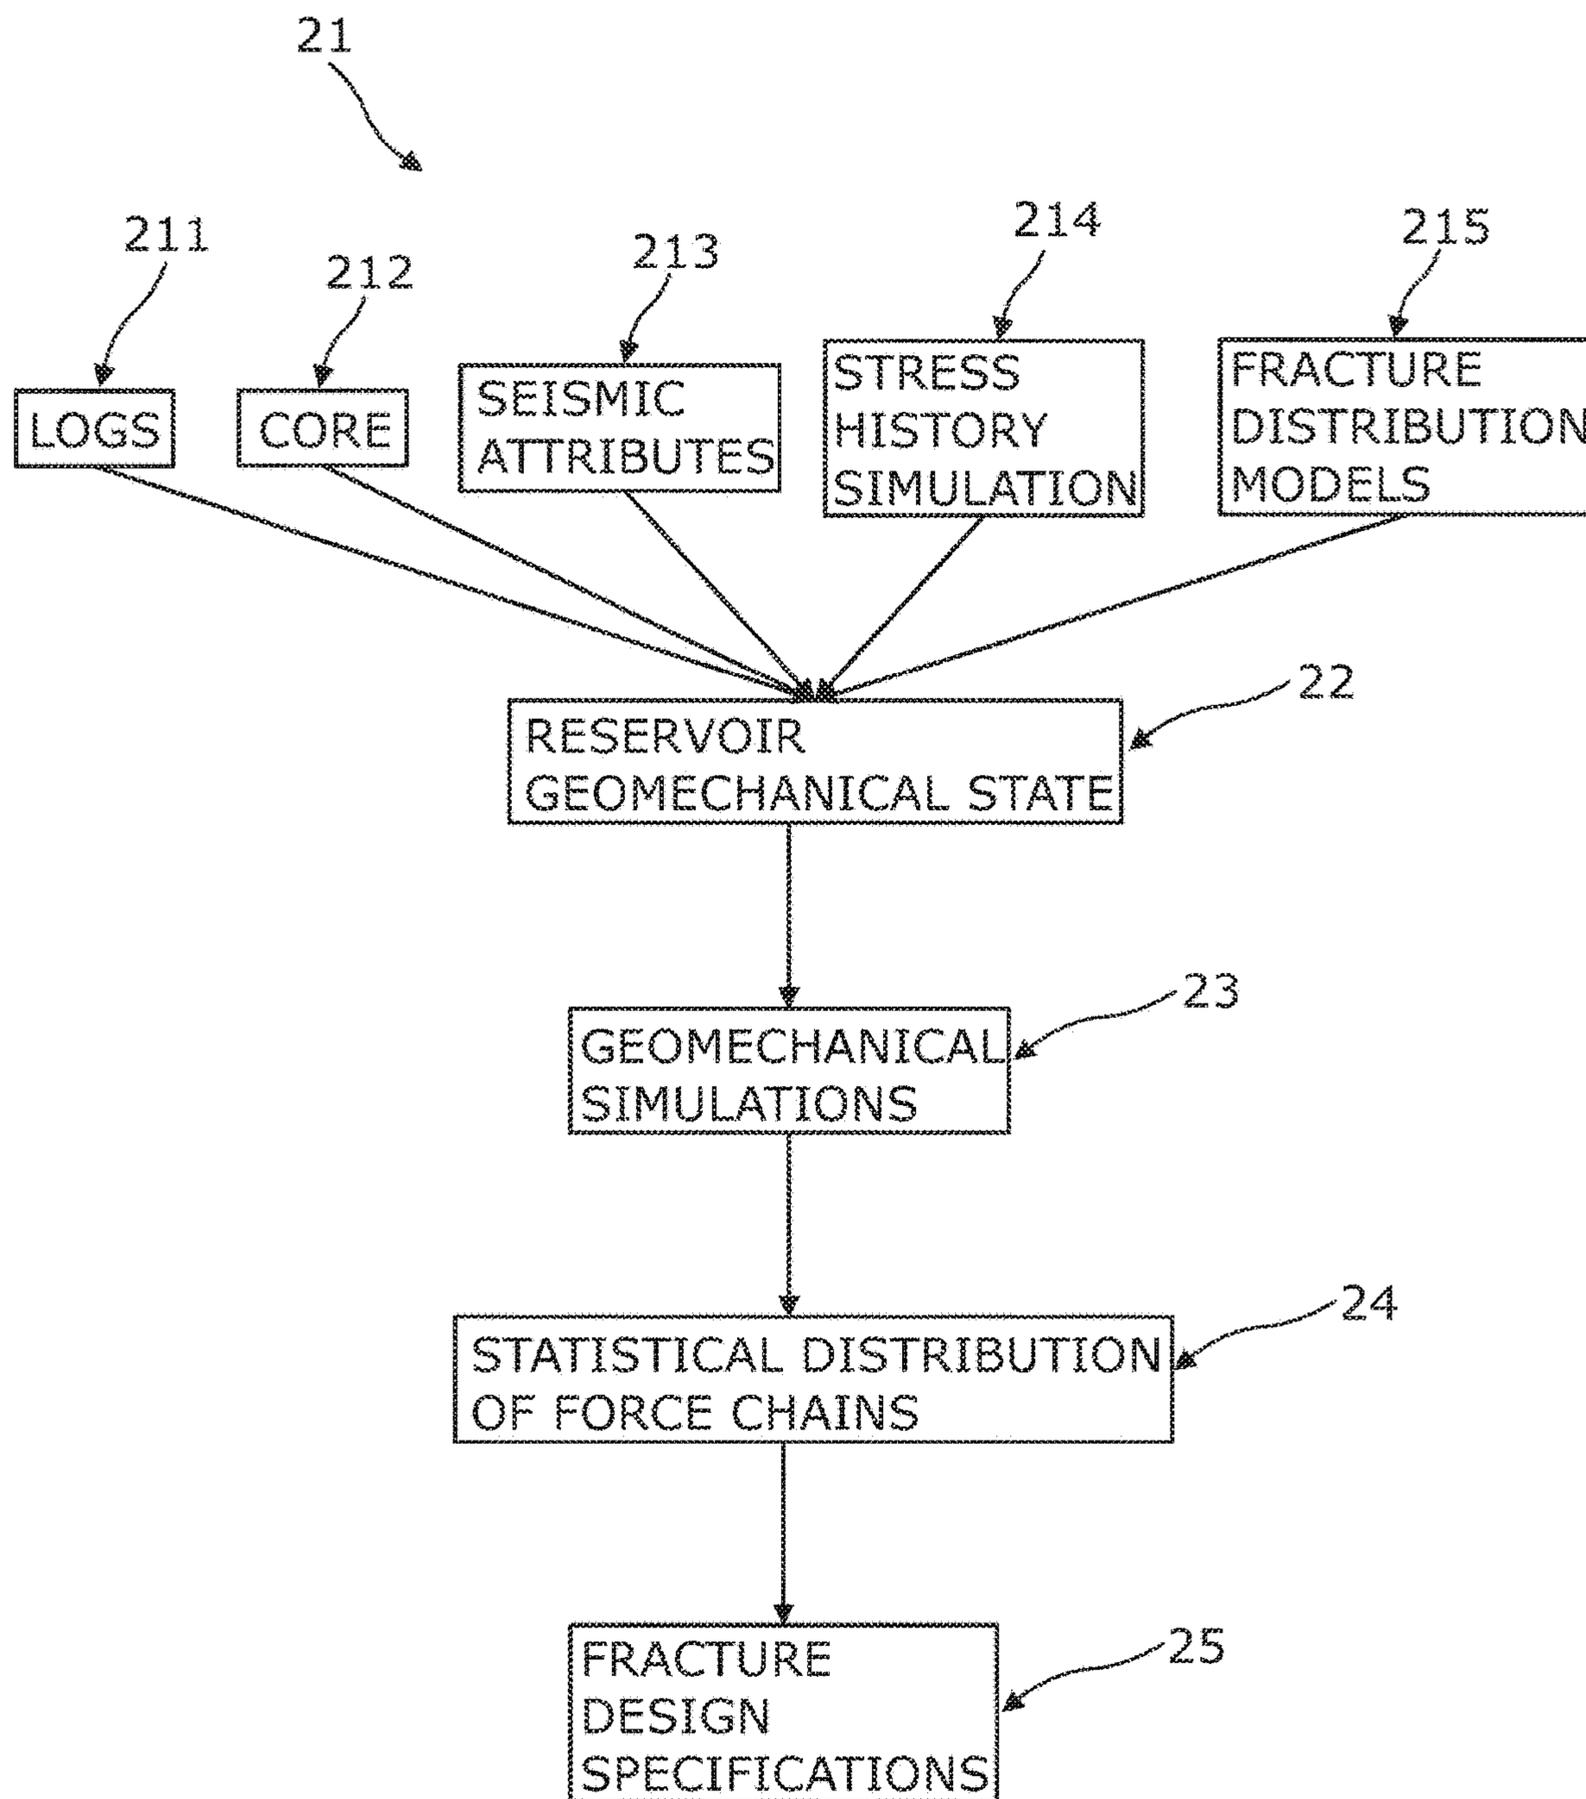 21
211
212
213
214
215
LOGS
CORE
SEISMIC
ATTRIBUTES
STRESS
HISTORY
SIMULATION
FRACTURE
DISTRIBUTION
MODELS
22
RESERVOIR
GEOMECHANICAL STATE
23
GEOMECHANICAL
SIMULATIONS
24
STATISTICAL DISTRIBUTION
OF FORCE CHAINS
25
FRACTURE
DESIGN
SPECIFICATIONS